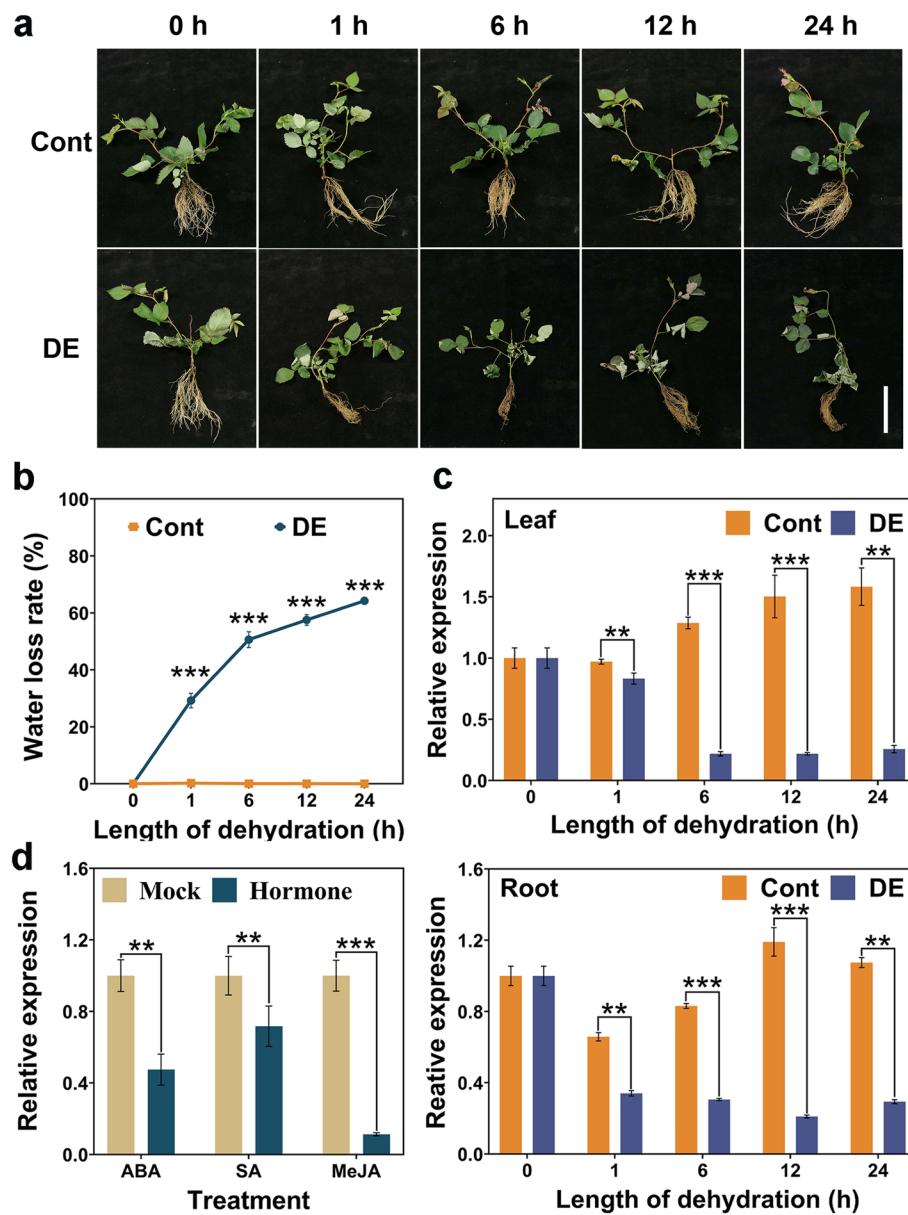 a
0 h 1 h 6 h 12 h 24 h
Cont
DE
b
100
80
60
40
20
0
Water loss rate (%)
Cont DE
***
***
***
***
0 1 6 12 24
Length of dehydration (h)
c
Leaf
Cont DE
2.0
1.5
1.0
0.5
0.0
Relative expression
**
***
***
**
0 1 6 12 24
Length of dehydration (h)
d
1.6
1.2
0.8
0.4
0.0
Relative expression
Mock Hormone
**
**
***
ABA SA MeJA
Treatment
Root
Cont DE
1.6
1.2
0.8
0.4
0.0
Reative expression
**
***
***
**
0 1 6 12 24
Length of dehydration (h)